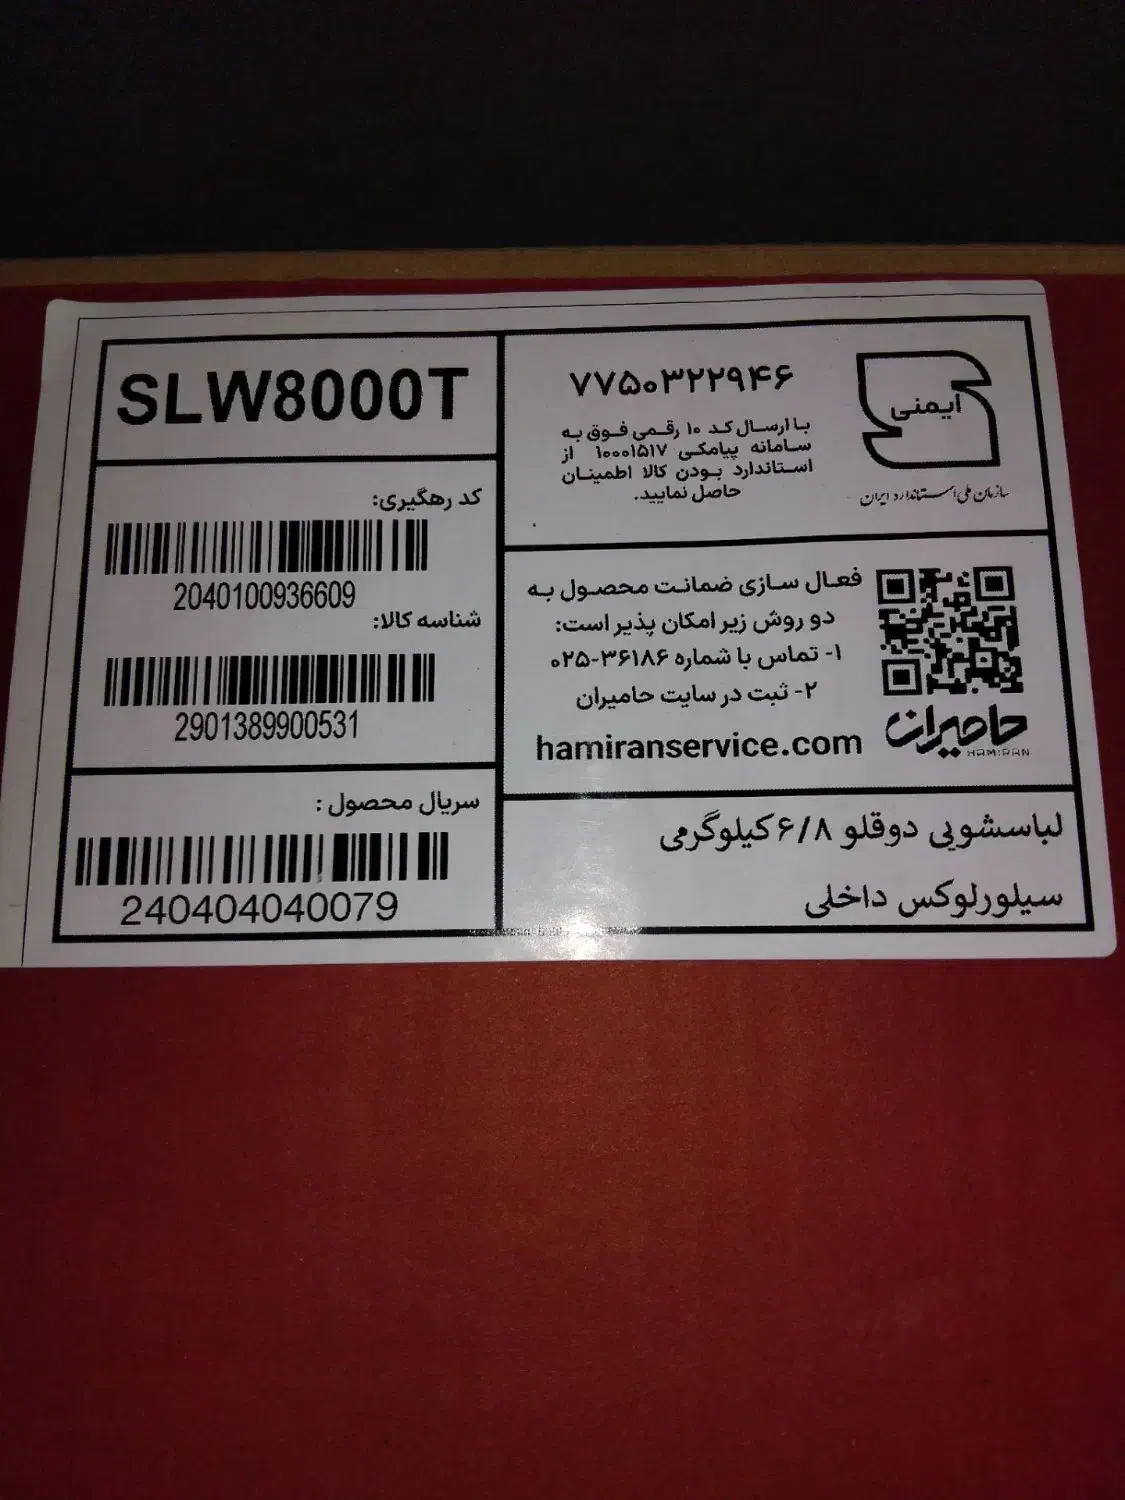 SLW8000T
کد رهگیری:
2040100936609
شناسه کالا:
2901389900531
سریال محصول :
240404040079
۷۷۵۰۳۲۲۹۴۶
با ارسال کد ۱۰ رقمی فوق به
سامانه پیامکی ۱۰۰۰۱۵۱۷ از
استاندارد بودن کالا اطمینان
حاصل نمایید.
ایمنی
سازمان ملی استاندارد ایران
فعال سازی ضمانت محصول به
دو روش زیر امکان پذیر است:
۱- تماس با شماره ۳۶۱۸۶-۰۲۵
۲- ثبت در سایت حامیران
hamiranservice.com
حامیران
HAMIRAN
لباسشویی دوقلو ۶/۸ کیلوگرمی
سیلورلوکس داخلی